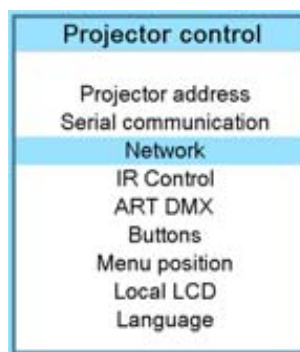 Projector control
Projector address
Serial communication
Network
IR Control
ART DMX
Buttons
Menu position
Local LCD
Language